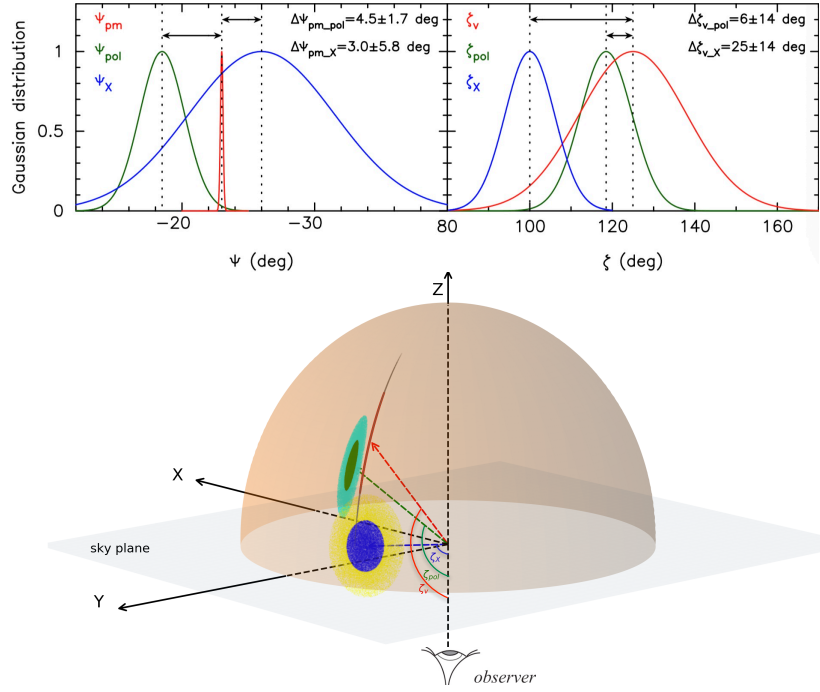 Ψpm ΔΨpm_pol=4.5±1.7 deg ζv Δζv_pol=6±14 deg
Ψpol ΔΨpm_X=3.0±5.8 deg ζpol Δζv_X=25±14 deg
ΨX ζX
Gaussian distribution
1
0.5
0
−20 −30 80 100 120 140 160
Ψ (deg) ζ (deg)
Z
X
sky plane
ζX
ζpol
ζv
Y
observer